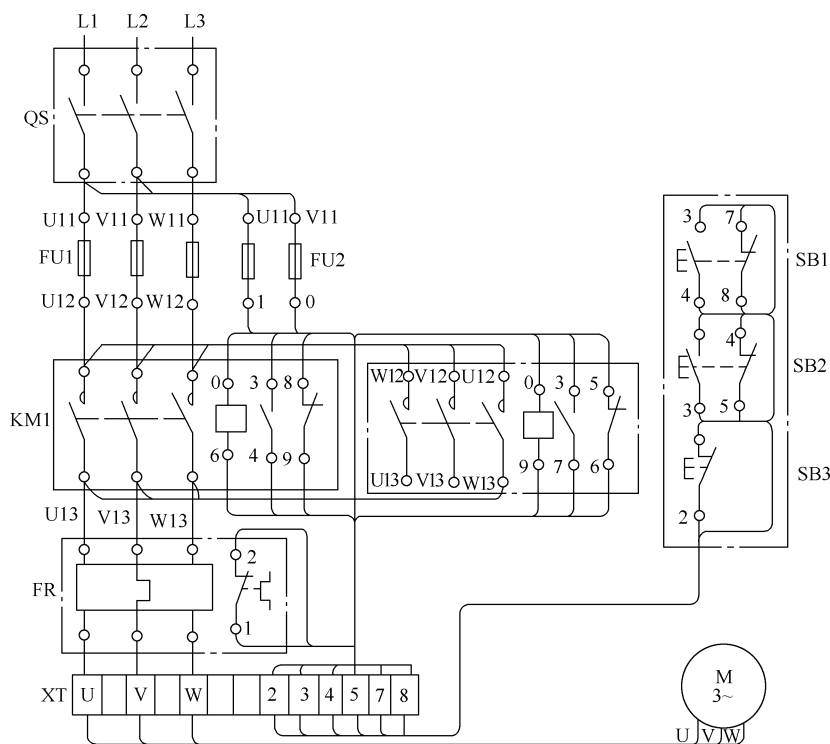 L1 L2 L3
QS
U11 V11 W11 U11 V11
FU1 FU2
U12 V12 W12 1 0
3 7
SB1
4 8
4
SB2
3 5
SB3
2
KM1
0 3 8
6 4 9
W12 V12 U12 0 3 5
U13 V13 W13 9 7 6
U13 V13 W13
FR
2
1
XT U V W 2 3 4 5 7 8
M
3~
U V W